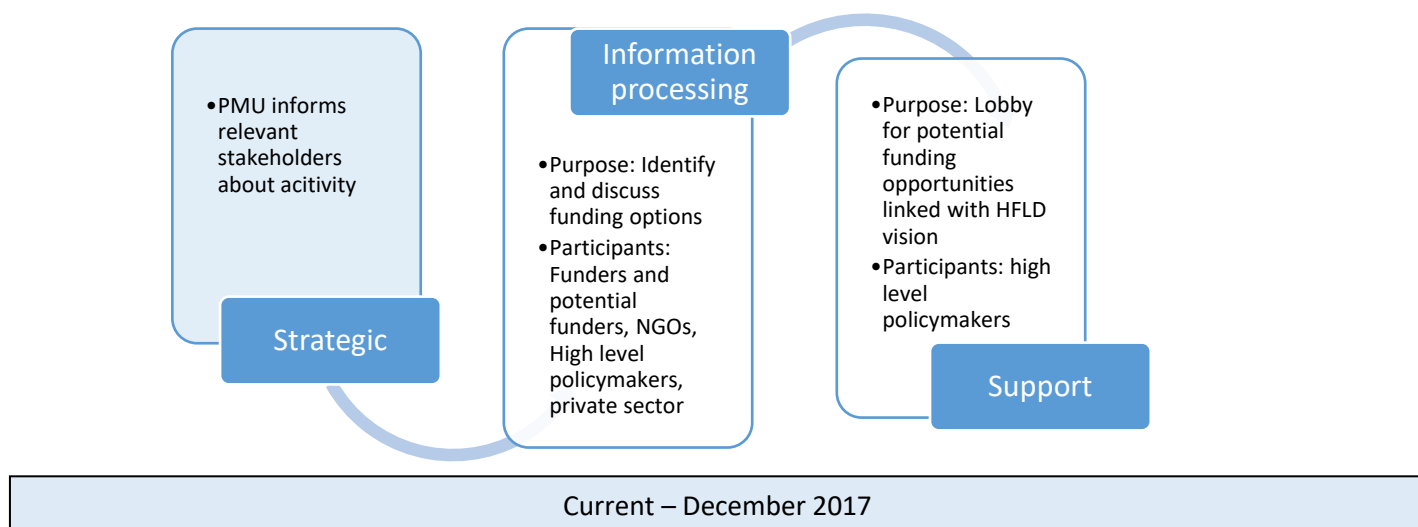 •PMU informs
relevant
stakeholders
about acitivity
Strategic
Information
processing
•Purpose: Identify
and discuss
funding options
•Participants:
Funders and
potential
funders, NGOs,
High level
policymakers,
private sector
•Purpose: Lobby
for potential
funding
opportunities
linked with HFLD
vision
•Participants: high
level
policymakers
Support
Current – December 2017